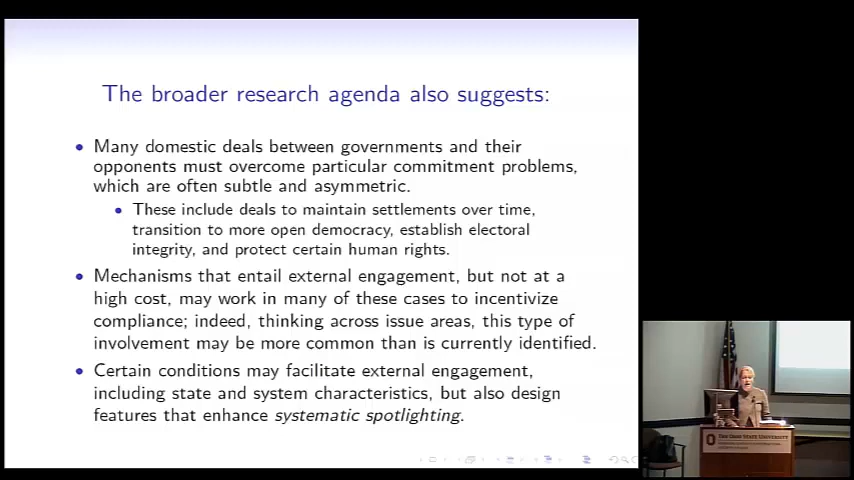 The broader research agenda also suggests:
Many domestic deals between governments and their
opponents must overcome particular commitment problems,
which are often subtle and asymmetric.
These include deals to maintain settlements over time,
transition to more open democracy, establish electoral
integrity, and protect certain human rights.
Mechanisms that entail external engagement, but not at a
high cost, may work in many of these cases to incentivize
compliance; indeed, thinking across issue areas, this type of
involvement may be more common than is currently identified.
Certain conditions may facilitate external engagement,
including state and system characteristics, but also design
features that enhance systematic spotlighting.
THE OHIO STATE UNIVERSITY